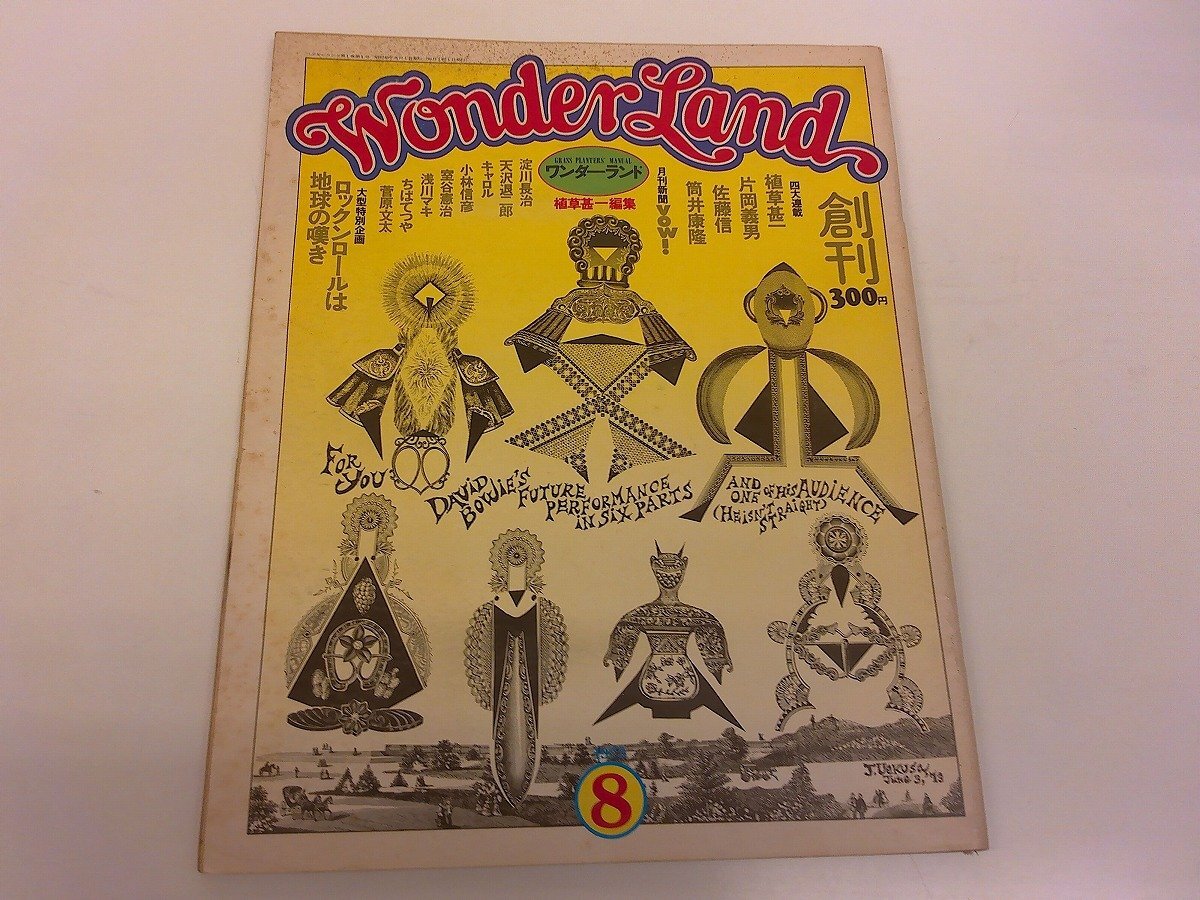 Wonder Land
GRASS PLANTERS' MANUAL
ワンダーランド
植草甚一編集
創刊
300円
四大連載
植草甚一
片岡義男
佐藤信
筒井康隆
月刊新聞VOW!
淀川長治
天沢退二郎
キャロル
小林信彦
室谷憲治
浅川マキ
ちばてつや
菅原文太
大型特別企画
ロックンロールは
地球の嘆き
FOR
YOU
DAVID
BOWIE'S
FUTURE
PERFORMANCE
IN SIX PARTS
AND
ONE OF HIS AUDIENCE
(HE ISN'T
STRAIGHT)
J. UEKUSA
June 3, '73
8